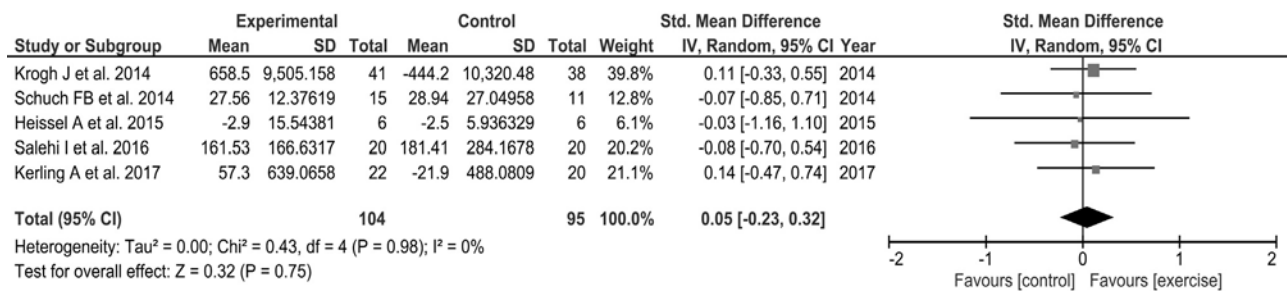 Experimental Control Std. Mean Difference Std. Mean Difference
Study or Subgroup Mean SD Total Mean SD Total Weight IV, Random, 95% CI Year IV, Random, 95% CI
Krogh J et al. 2014 658.5 9,505.158 41 -444.2 10,320.48 38 39.8% 0.11 [-0.33, 0.55] 2014
Schuch FB et al. 2014 27.56 12.37619 15 28.94 27.04958 11 12.8% -0.07 [-0.85, 0.71] 2014
Heissel A et al. 2015 -2.9 15.54381 6 -2.5 5.936329 6 6.1% -0.03 [-1.16, 1.10] 2015
Salehi I et al. 2016 161.53 166.6317 20 181.41 284.1678 20 20.2% -0.08 [-0.70, 0.54] 2016
Kerling A et al. 2017 57.3 639.0658 22 -21.9 488.0809 20 21.1% 0.14 [-0.47, 0.74] 2017
Total (95% CI) 104 95 100.0% 0.05 [-0.23, 0.32]
Heterogeneity: Tau² = 0.00; Chi² = 0.43, df = 4 (P = 0.98); I² = 0%
Test for overall effect: Z = 0.32 (P = 0.75)
-2 -1 0 1 2
Favours [control] Favours [exercise]